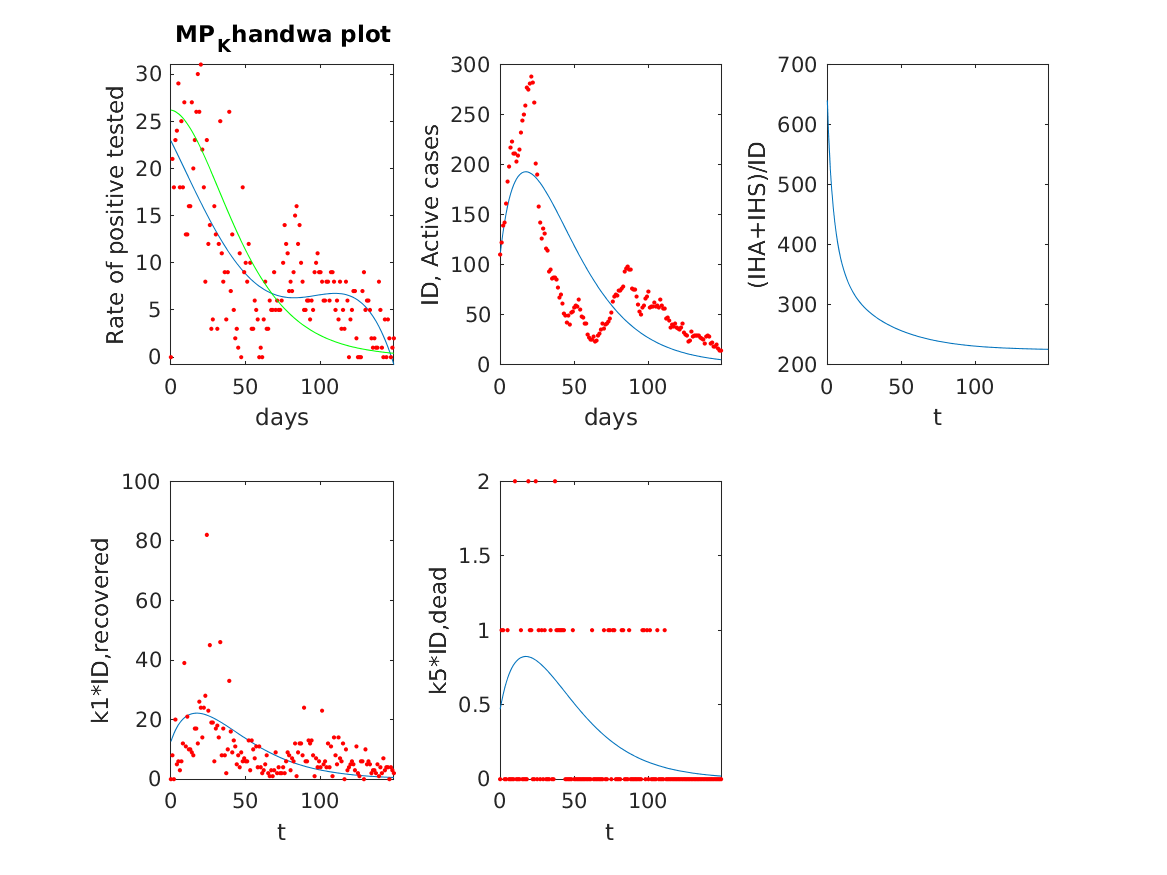 MP_Khandwa plot
Rate of positive tested
30
25
20
15
10
5
0
0 50 100
days
ID, Active cases
300
250
200
150
100
50
0
0 50 100
days
(IHA+IHS)/ID
700
600
500
400
300
200
0 50 100
t
k1*ID,recovered
100
80
60
40
20
0
0 50 100
t
k5*ID,dead
2
1.5
1
0.5
0
0 50 100
t